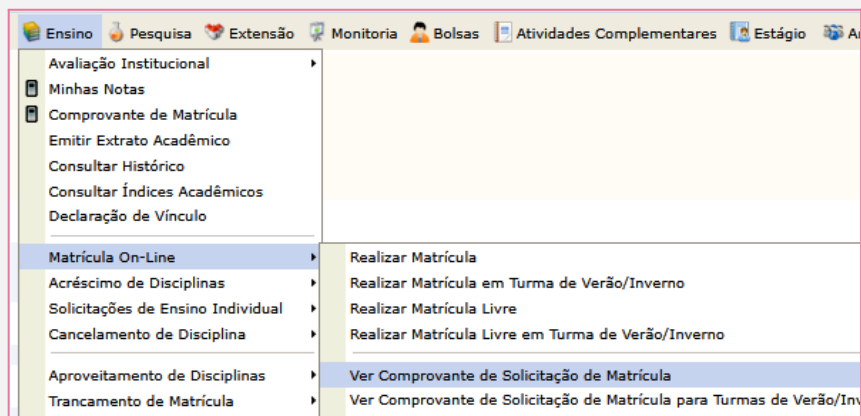 Ensino Pesquisa Extensão Monitoria Bolsas Atividades Complementares Estágio
Avaliação Institucional
Minhas Notas
Comprovante de Matrícula
Emitir Extrato Acadêmico
Consultar Histórico
Consultar Índices Acadêmicos
Declaração de Vínculo
Matrícula On-Line
Acréscimo de Disciplinas
Solicitações de Ensino Individual
Cancelamento de Disciplina
Aproveitamento de Disciplinas
Trancamento de Matrícula
Realizar Matrícula
Realizar Matrícula em Turma de Verão/Inverno
Realizar Matrícula Livre
Realizar Matrícula Livre em Turma de Verão/Inverno
Ver Comprovante de Solicitação de Matrícula
Ver Comprovante de Solicitação de Matrícula para Turmas de Verão/Inv